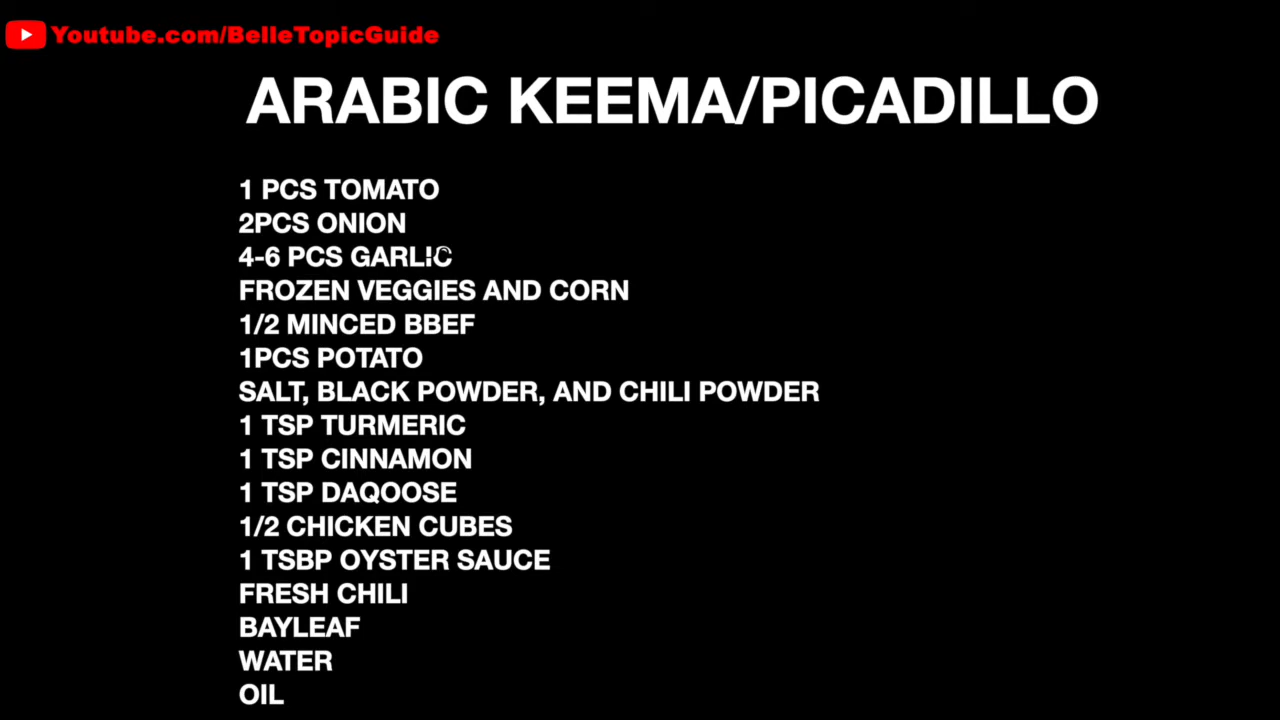 Youtube.com/BelleTopicGuide
ARABIC KEEMA/PICADILLO
1 PCS TOMATO
2PCS ONION
4-6 PCS GARLIC
FROZEN VEGGIES AND CORN
1/2 MINCED BBEF
1PCS POTATO
SALT, BLACK POWDER, AND CHILI POWDER
1 TSP TURMERIC
1 TSP CINNAMON
1 TSP DAQOOSE
1/2 CHICKEN CUBES
1 TSBP OYSTER SAUCE
FRESH CHILI
BAYLEAF
WATER
OIL